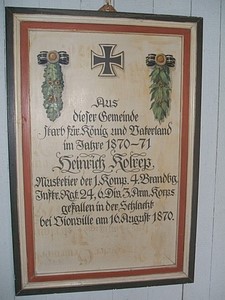 Aus
dieser Gemeinde
starb für König und Vaterland
im Jahre 1870-71
Heinrich Kolrep,
Musketier der 1. Komp. 4. Brandbg.
Inftr. Rgt. 24, 6. Div. 3. Arm. Korps
gefallen in der Schlacht
bei Vionville am 16. August 1870.